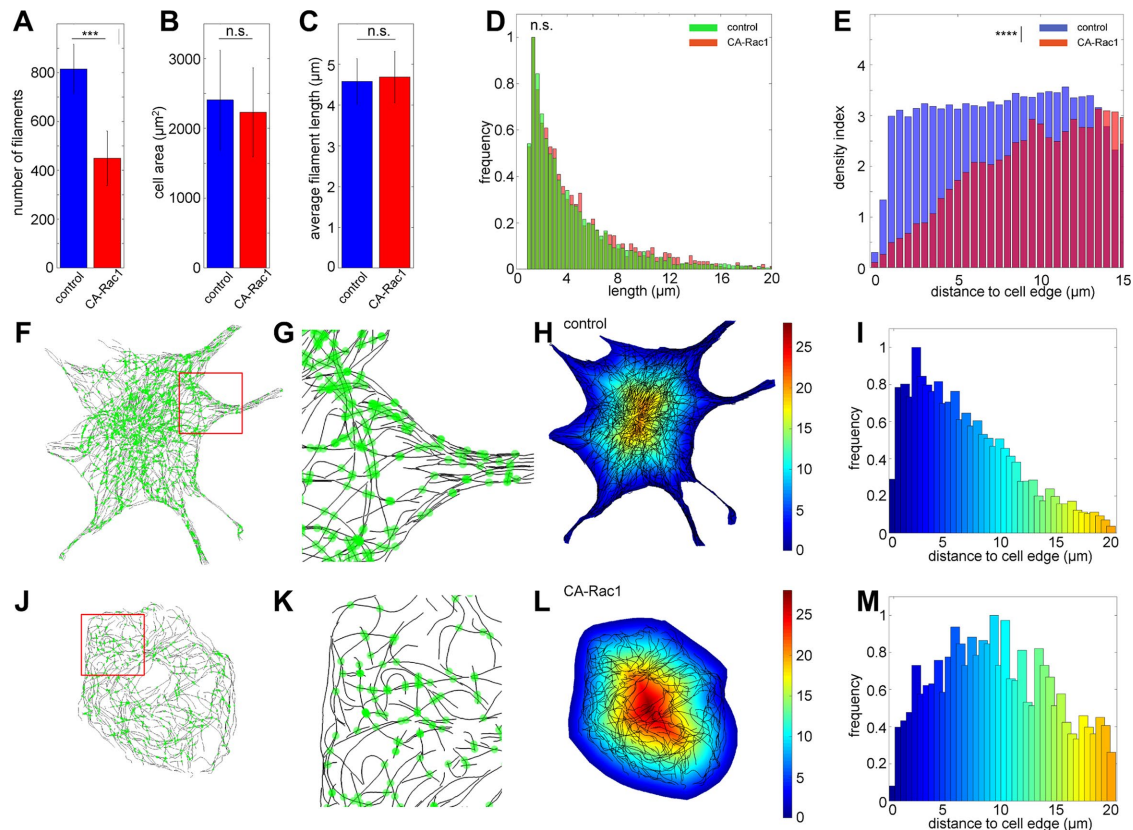 A
number of filaments
800
600
400
200
0
***
control
CA-Rac1
B
cell area (μm²)
3000
2000
1000
0
n.s.
control
CA-Rac1
C
average filament length (μm)
5
4
3
2
1
0
n.s.
control
CA-Rac1
D
n.s.
control
CA-Rac1
frequency
1
0.8
0.6
0.4
0.2
0
4
8
12
16
20
length (μm)
E
control
CA-Rac1
****
density index
5
4
3
2
1
0
0
5
10
15
distance to cell edge (μm)
F
G
H
control
25
20
15
10
5
0
I
frequency
1
0.8
0.6
0.4
0.2
0
0
5
10
15
20
distance to cell edge (μm)
J
K
L
CA-Rac1
25
20
15
10
5
0
M
frequency
1
0.8
0.6
0.4
0.2
0
0
5
10
15
20
distance to cell edge (μm)